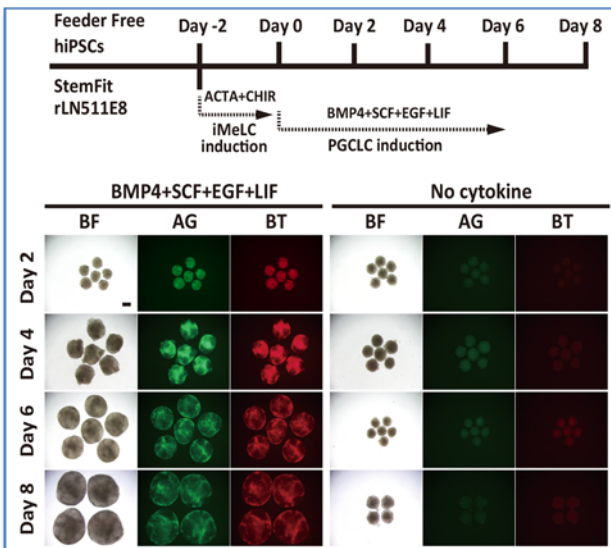 Feeder Free
hiPSCs
Day -2 Day 0 Day 2 Day 4 Day 6 Day 8
StemFit
rLN511E8
ACTA+CHIR
iMeLC
induction
BMP4+SCF+EGF+LIF
PGCLC induction
BMP4+SCF+EGF+LIF No cytokine
BF AG BT BF AG BT
Day 2
Day 4
Day 6
Day 8